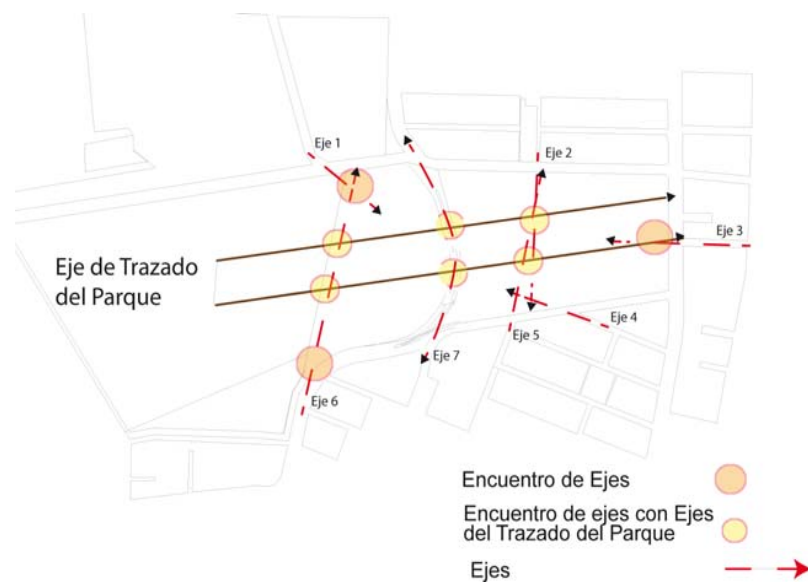 Eje 1
Eje 2
Eje 3
Eje de Trazado
del Parque
Eje 4
Eje 5
Eje 7
Eje 6
Encuentro de Ejes
Encuentro de ejes con Ejes
del Trazado del Parque
Ejes